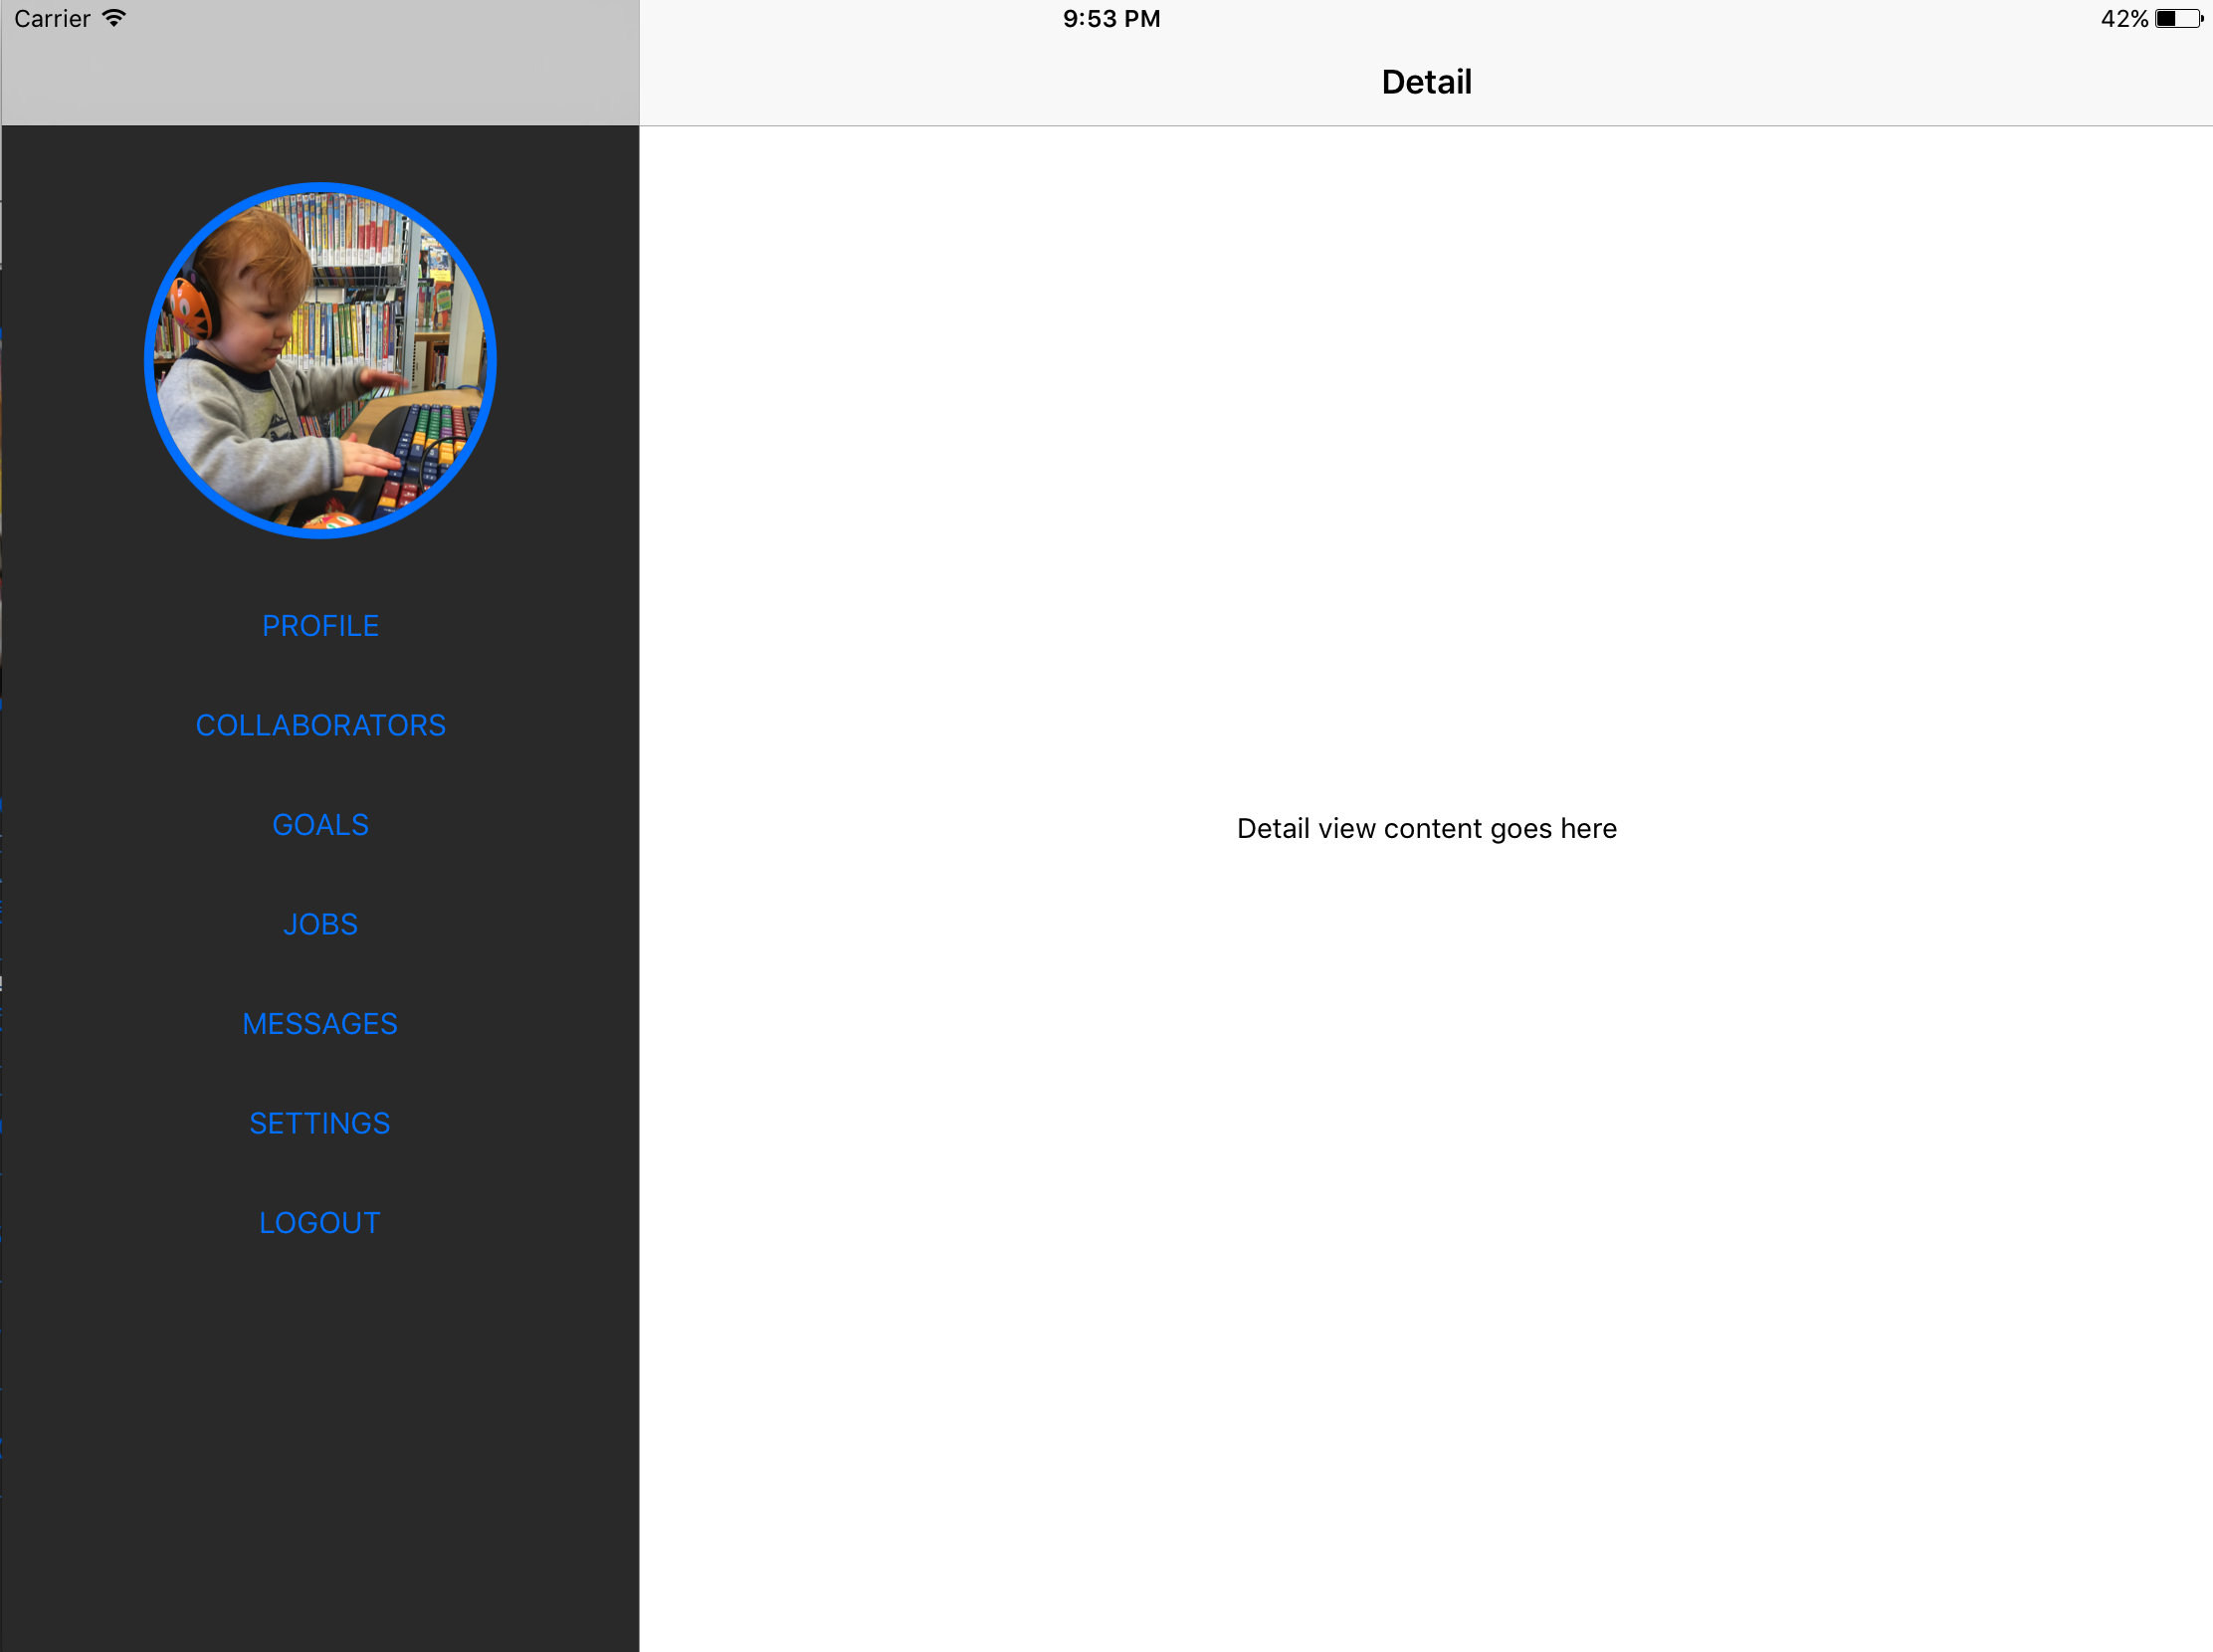 Carrier 9:53 PM 42%
Detail
PROFILE
COLLABORATORS
GOALS
JOBS
MESSAGES
SETTINGS
LOGOUT
Detail view content goes here